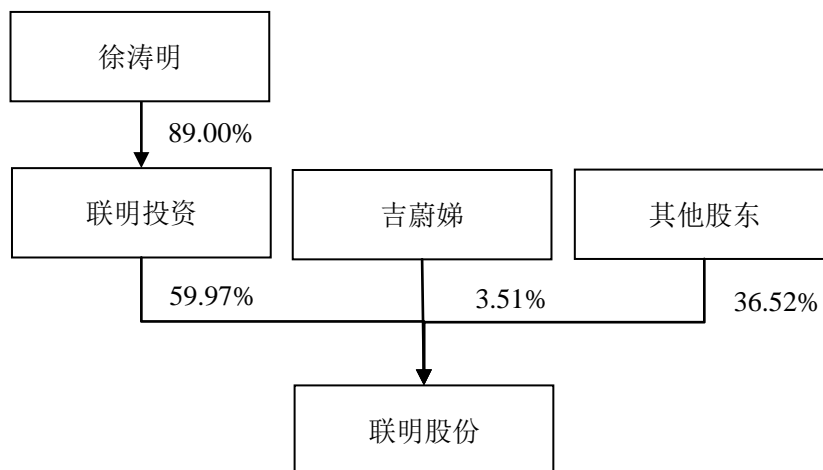 徐涛明
89.00%
联明投资
吉蔚娣
其他股东
59.97%
3.51%
36.52%
联明股份